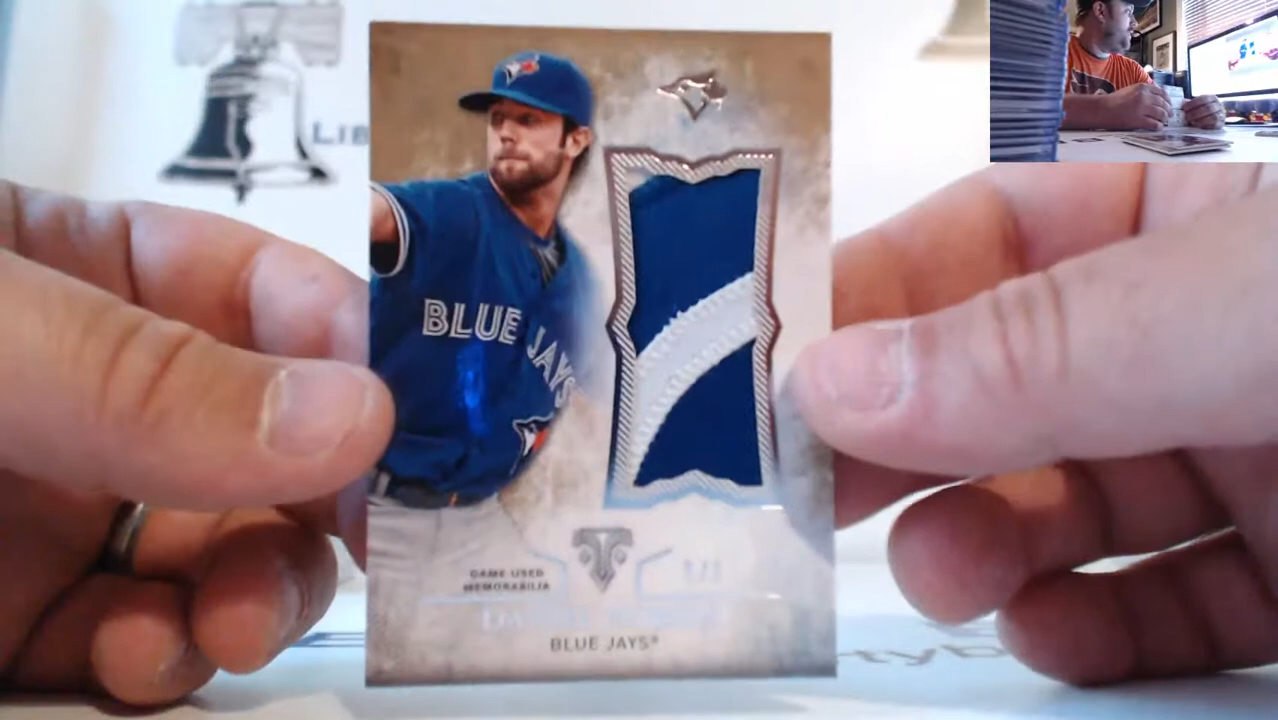 LIB
BLUE JAYS
GAME-USED
MEMORABILIA
1/1
BLUE JAYS®